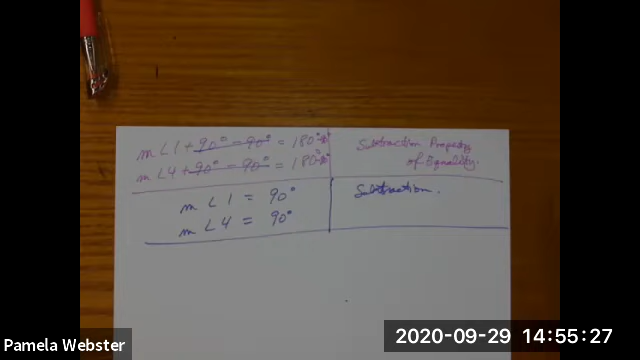 m∠1 + 90° - 90° = 180° - 90° Subtraction Property
m∠4 + 90° - 90° = 180° - 90° of Equality.
m∠1 = 90° Subtraction.
m∠4 = 90°
Pamela Webster
2020-09-29 14:55:27